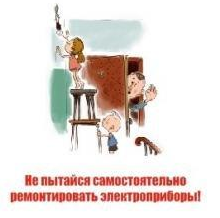 Не пытайся самостоятельно
ремонтировать электроприборы!